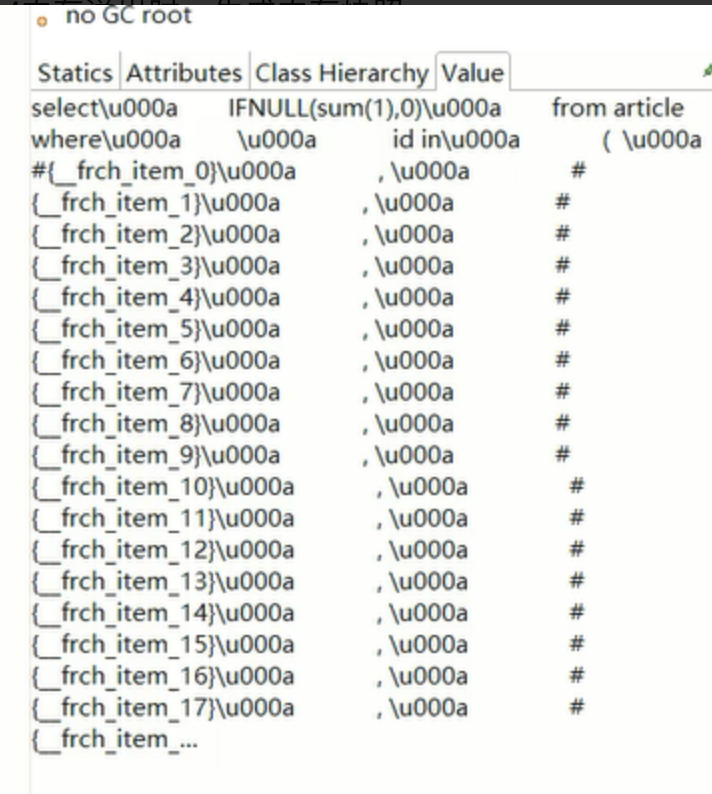 no GC root
Statics Attributes Class Hierarchy Value
select\u000a IFNULL(sum(1),0)\u000a from article
where\u000a \u000a id in\u000a ( \u000a
#{__frch_item_0}\u000a , \u000a #
{__frch_item_1}\u000a , \u000a #
{__frch_item_2}\u000a , \u000a #
{__frch_item_3}\u000a , \u000a #
{__frch_item_4}\u000a , \u000a #
{__frch_item_5}\u000a , \u000a #
{__frch_item_6}\u000a , \u000a #
{__frch_item_7}\u000a , \u000a #
{__frch_item_8}\u000a , \u000a #
{__frch_item_9}\u000a , \u000a #
{__frch_item_10}\u000a , \u000a #
{__frch_item_11}\u000a , \u000a #
{__frch_item_12}\u000a , \u000a #
{__frch_item_13}\u000a , \u000a #
{__frch_item_14}\u000a , \u000a #
{__frch_item_15}\u000a , \u000a #
{__frch_item_16}\u000a , \u000a #
{__frch_item_17}\u000a , \u000a #
{__frch_item_...